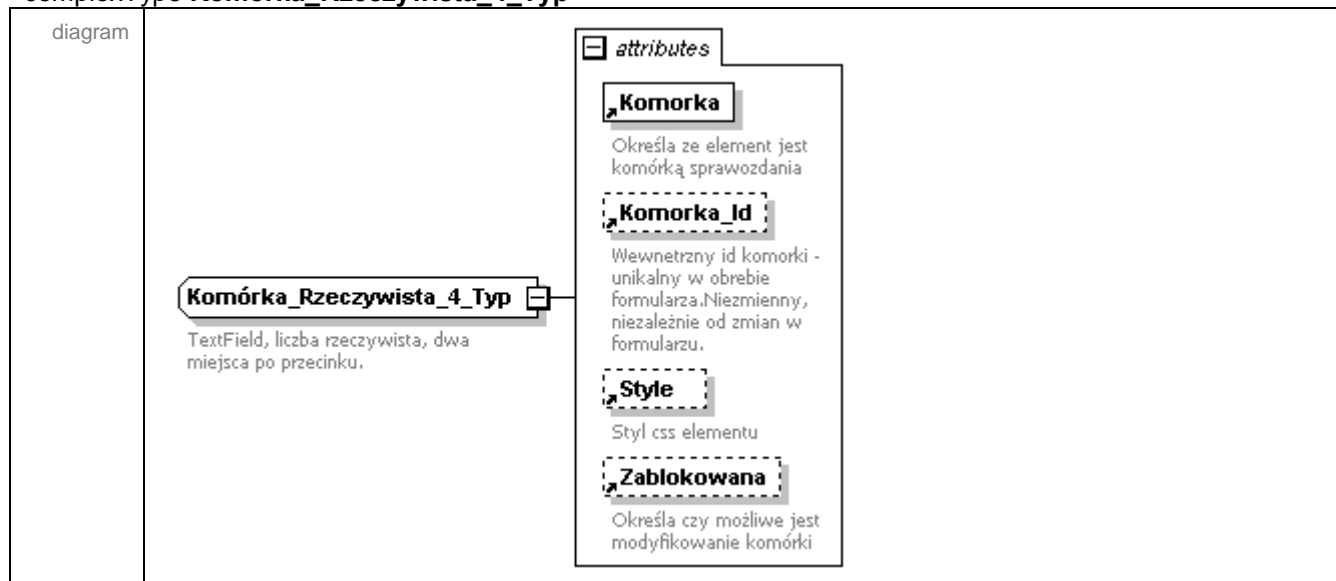 complexType Komórka_Rzeczywista_4_Typ
diagram
attributes
Komorka
Określa ze element jest
komórką sprawozdania
Komorka_Id
Wewnetrzny id komorki -
unikalny w obrebie
formularza.Niezmienny,
niezależnie od zmian w
formularzu.
Komórka_Rzeczywista_4_Typ
TextField, liczba rzeczywista, dwa
miejsca po przecinku.
Style
Styl css elementu
Zablokowana
Określa czy możliwe jest
modyfikowanie komórki